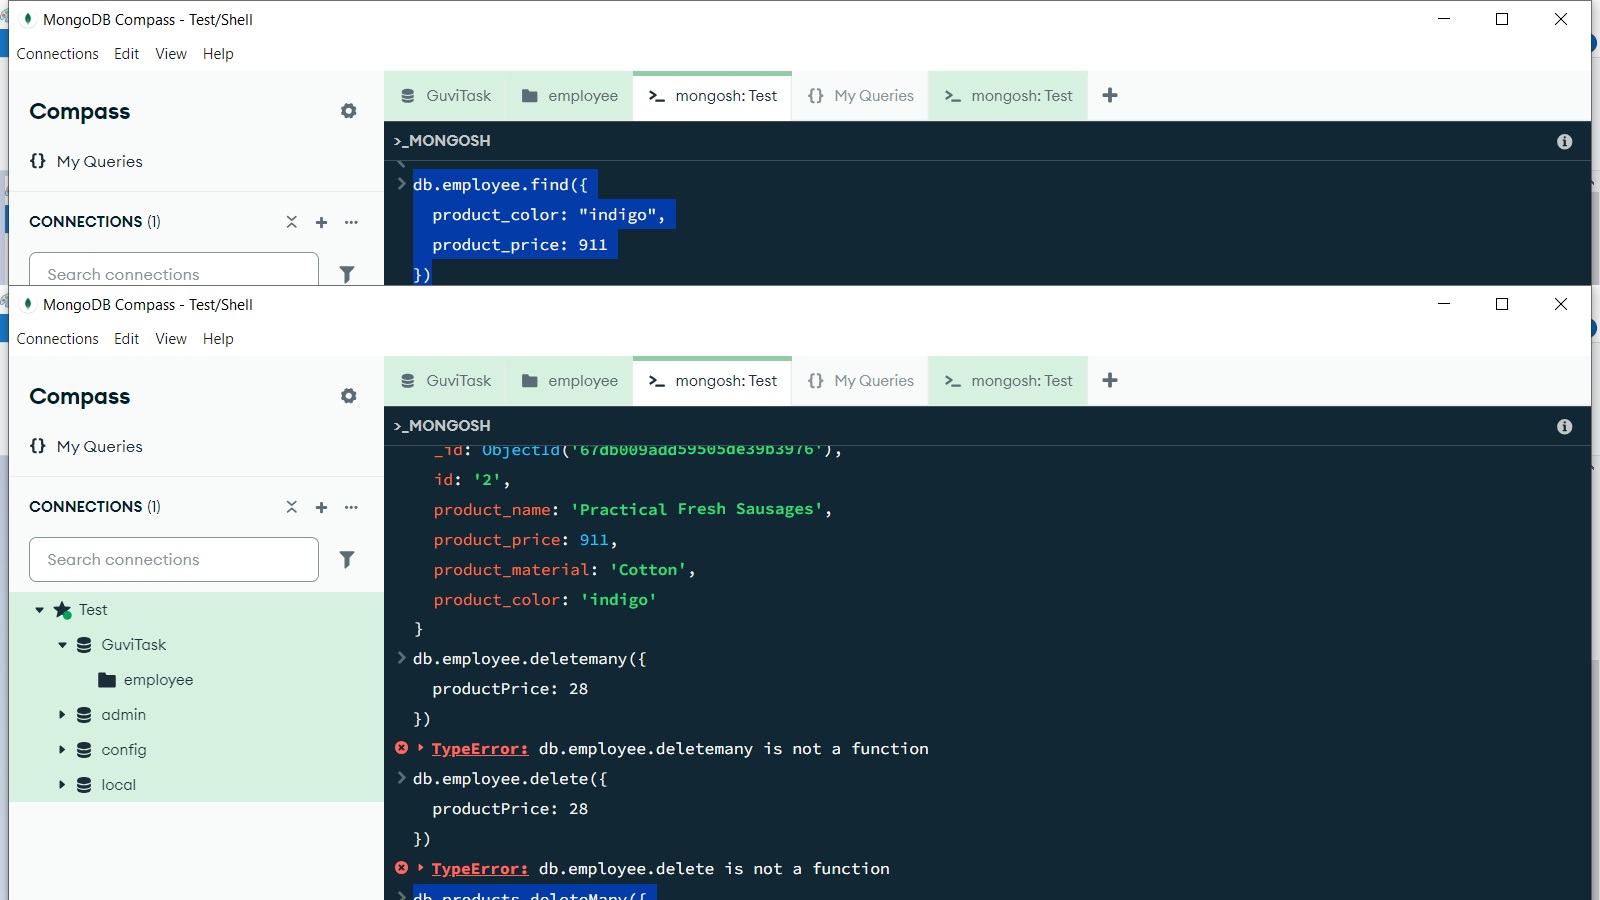 MongoDB Compass - Test/Shell
Connections Edit View Help
Compass
{} My Queries
CONNECTIONS (1)
Search connections
GuviTask employee >_ mongosh: Test {} My Queries >_ mongosh: Test +
>_MONGOSH
db.employee.find({
product_color: "indigo",
product_price: 911
})
MongoDB Compass - Test/Shell
Connections Edit View Help
Compass
{} My Queries
CONNECTIONS (1)
Search connections
Test
GuviTask
employee
admin
config
local
GuviTask employee >_ mongosh: Test {} My Queries >_ mongosh: Test +
>_MONGOSH
_id: ObjectId('67db009add59505de39b3976'),
id: '2',
product_name: 'Practical Fresh Sausages',
product_price: 911,
product_material: 'Cotton',
product_color: 'indigo'
}
db.employee.deletemany({
productPrice: 28
})
TypeError: db.employee.deletemany is not a function
db.employee.delete({
productPrice: 28
})
TypeError: db.employee.delete is not a function
db.products.deleteMany({